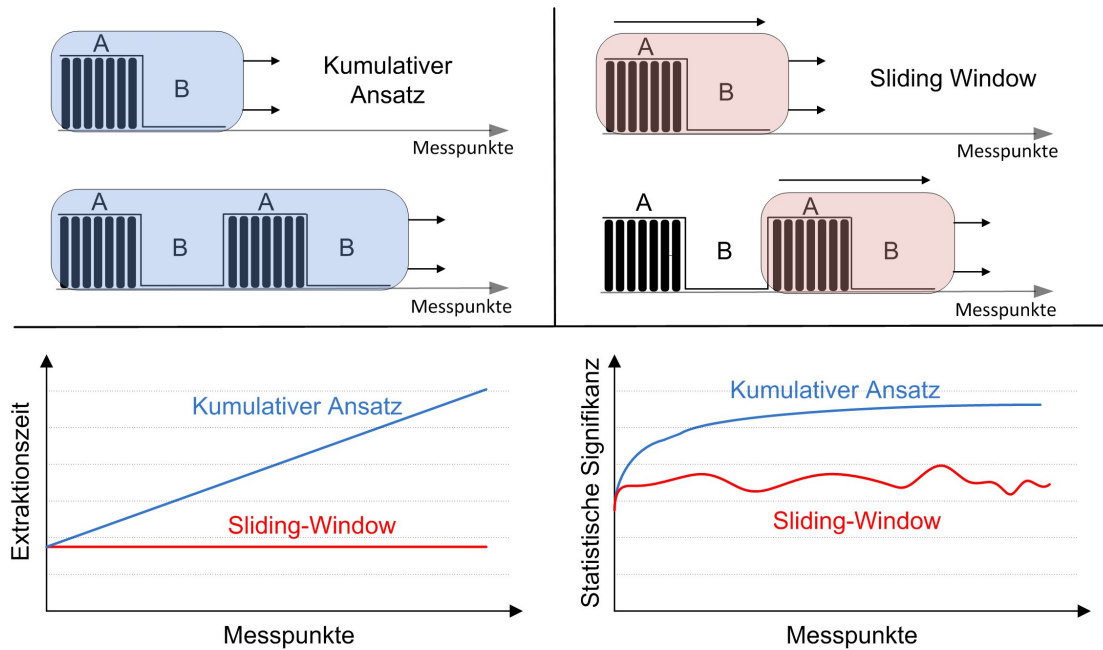 A
B
Kumulativer
Ansatz
Messpunkte
A
B
A
B
Messpunkte
A
B
Sliding Window
Messpunkte
A
B
A
B
Messpunkte
Extraktionszeit
Kumulativer Ansatz
Sliding-Window
Messpunkte
Statistische Signifikanz
Kumulativer Ansatz
Sliding-Window
Messpunkte